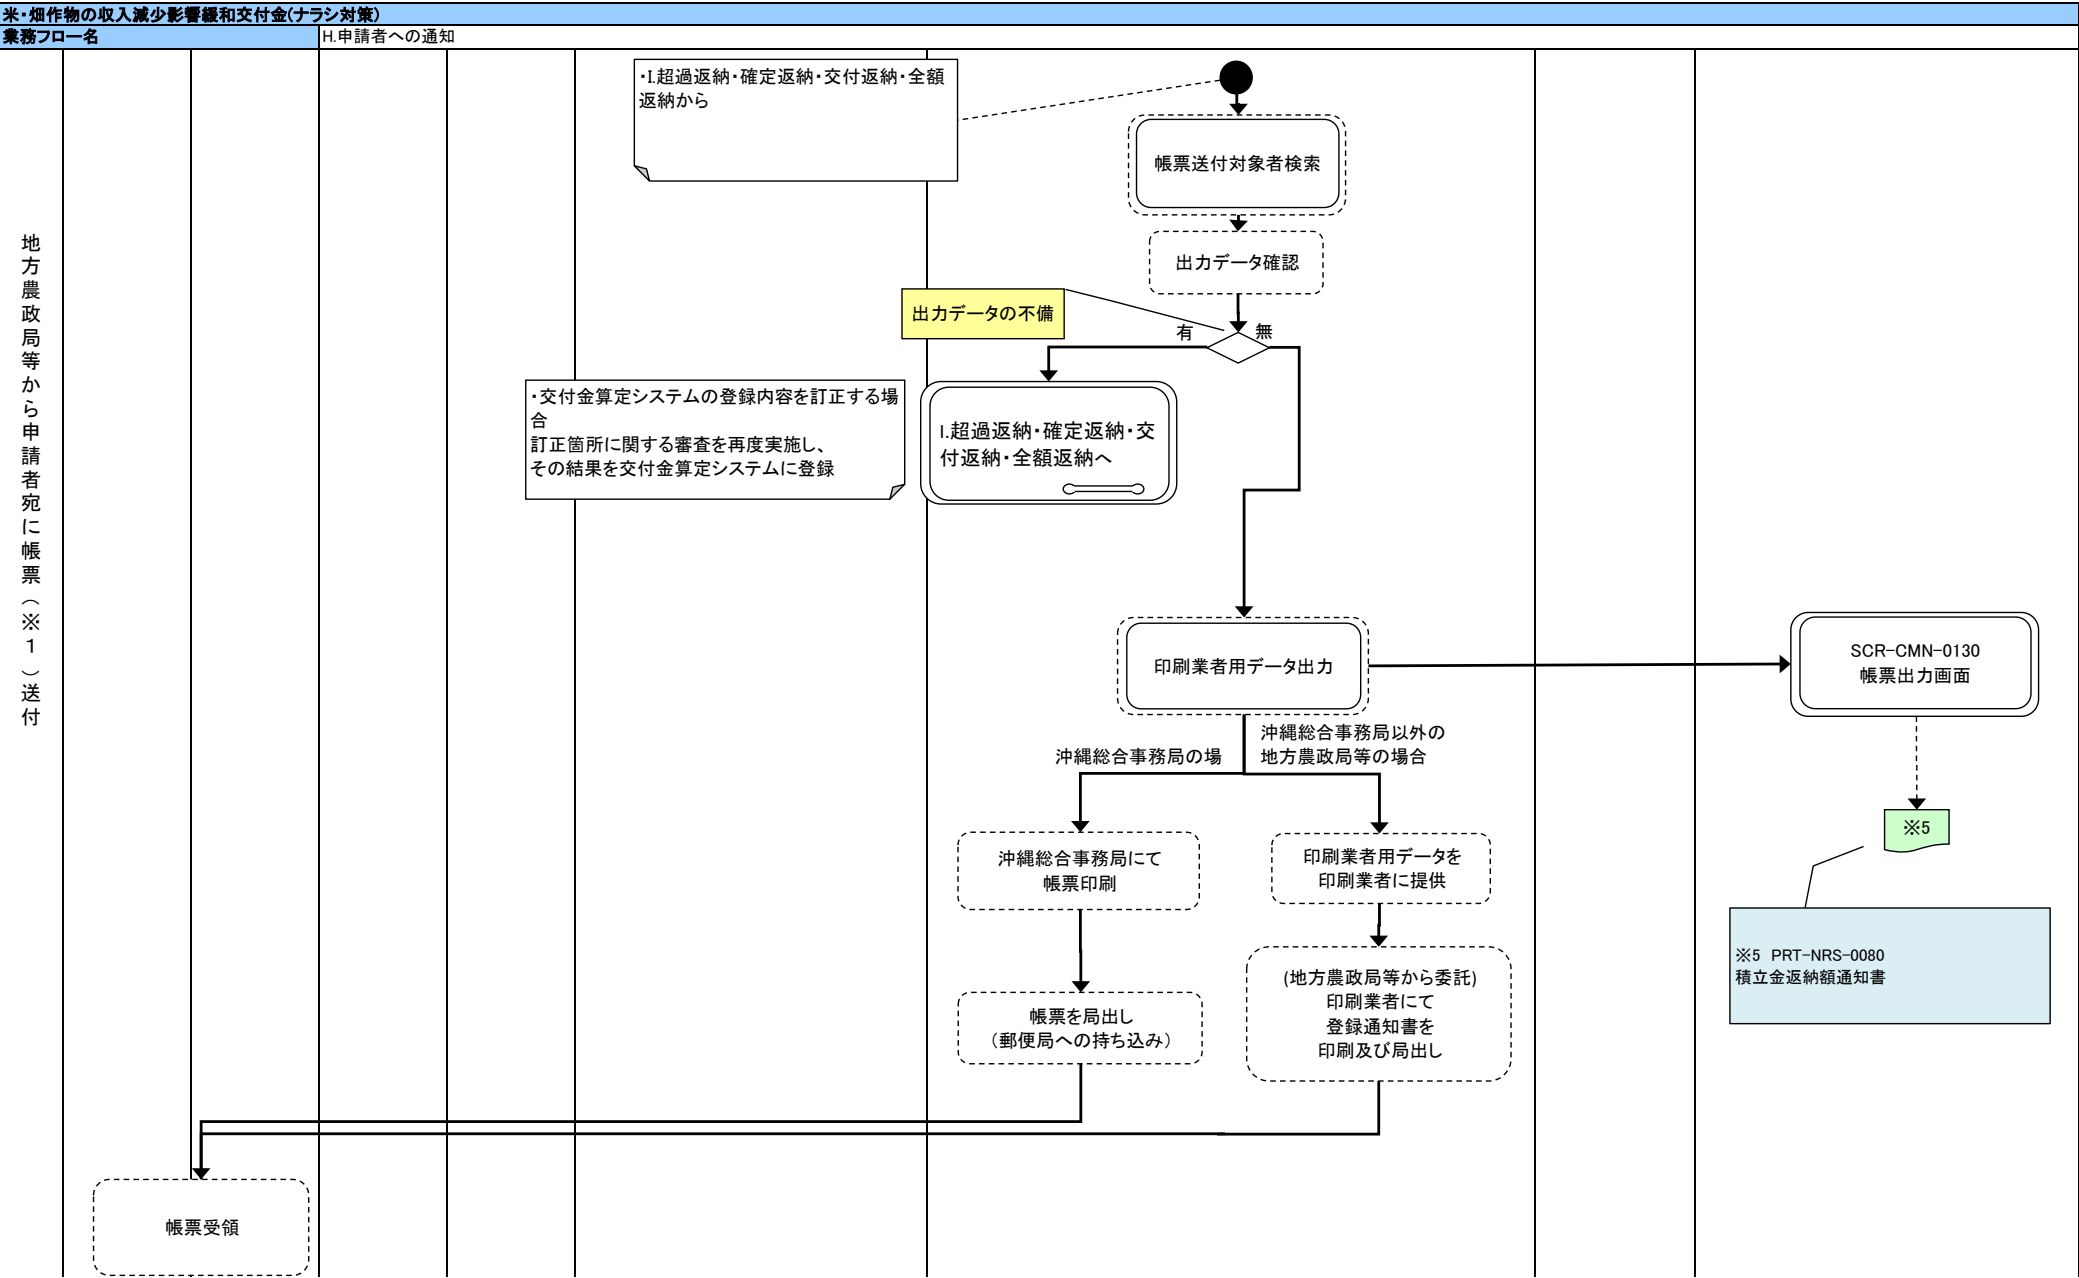 米・畑作物の収入減少影響緩和交付金(ナラシ対策)
業務フロー名
H.申請者への通知
地方農政局等から申請者宛に帳票（※１）送付
・I.超過返納・確定返納・交付返納・全額
返納から
帳票送付対象者検索
出力データ確認
出力データの不備
有
無
・交付金算定システムの登録内容を訂正する場
合
訂正箇所に関する審査を再度実施し、
その結果を交付金算定システムに登録
I.超過返納・確定返納・交
付返納・全額返納へ
印刷業者用データ出力
SCR-CMN-0130
帳票出力画面
沖縄総合事務局の場
沖縄総合事務局以外の
地方農政局等の場合
※5
沖縄総合事務局にて
帳票印刷
印刷業者用データを
印刷業者に提供
※5 PRT-NRS-0080
積立金返納額通知書
帳票を局出し
（郵便局への持ち込み）
(地方農政局等から委託)
印刷業者にて
登録通知書を
印刷及び局出し
帳票受領